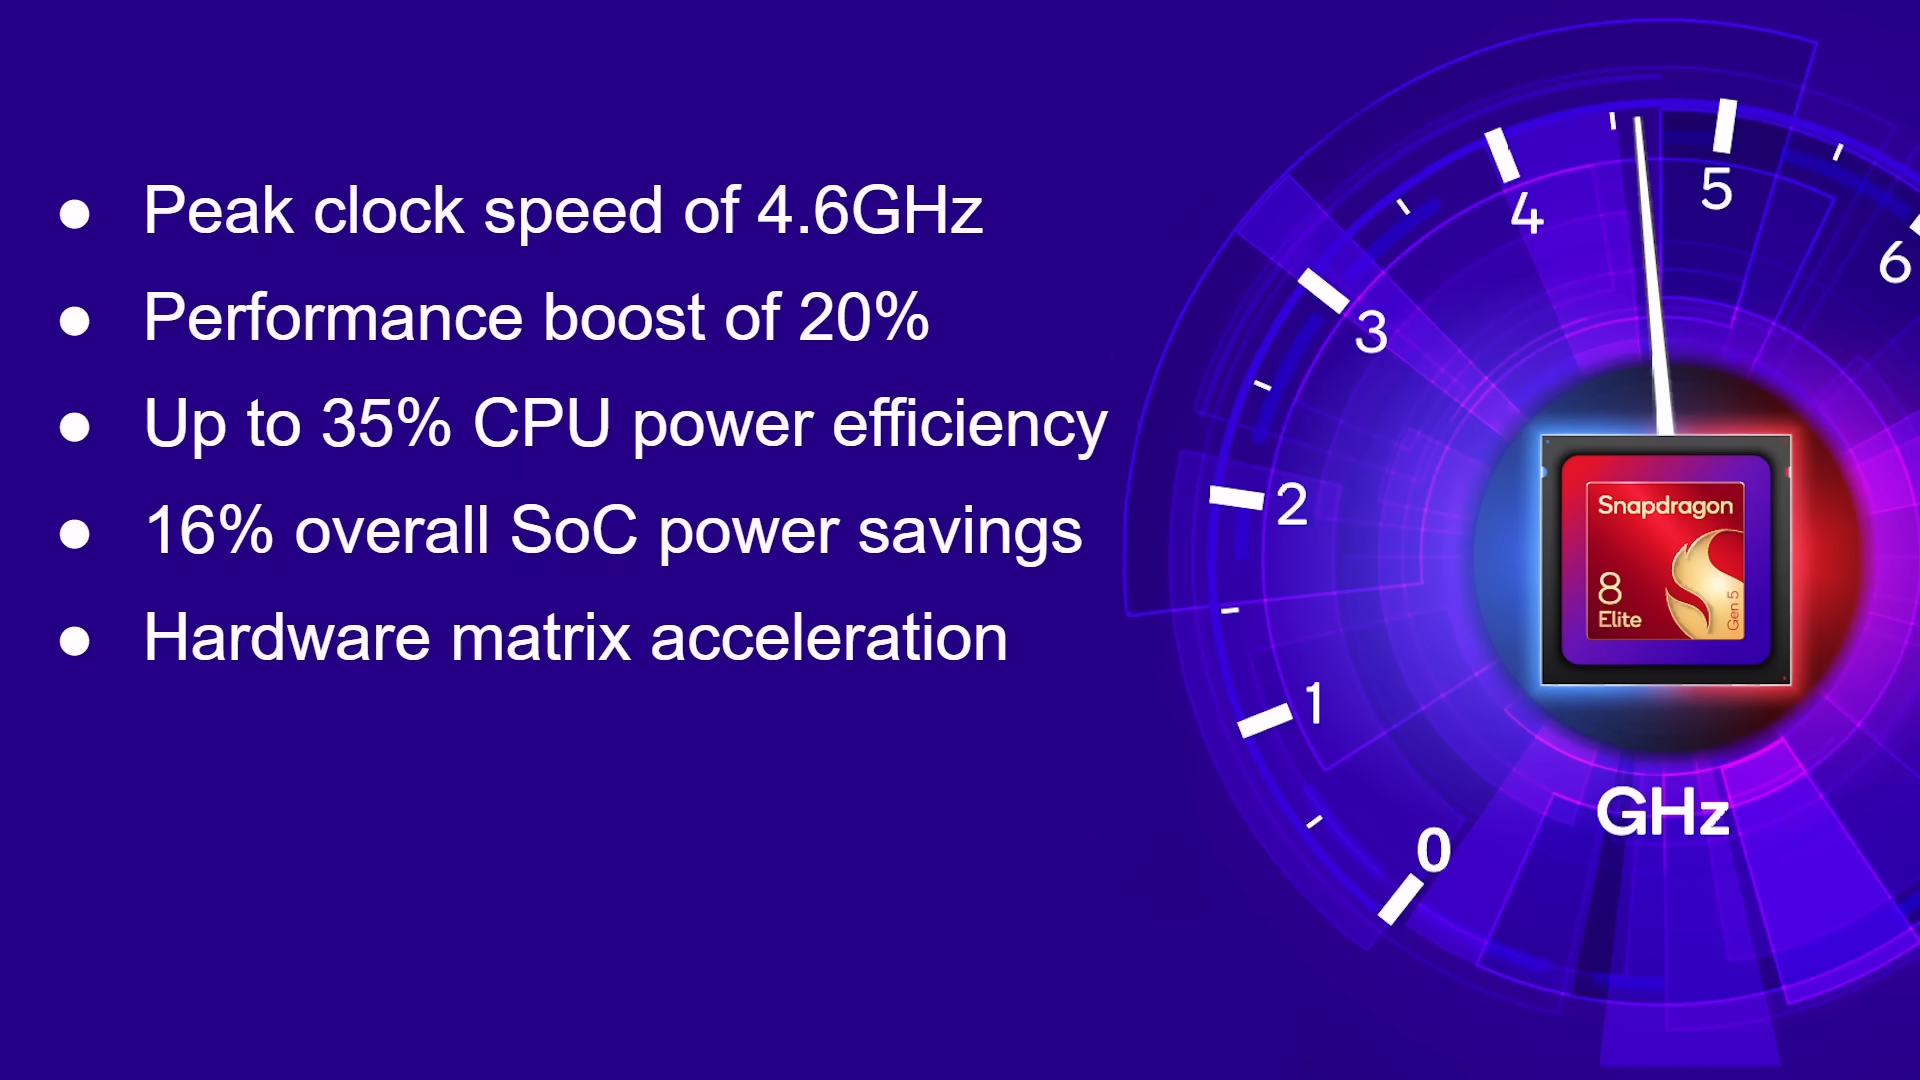 ● Peak clock speed of 4.6GHz
● Performance boost of 20%
● Up to 35% CPU power efficiency
● 16% overall SoC power savings
● Hardware matrix acceleration
0
1
2
3
4
5
6
Snapdragon
8
Elite
Gen 5
GHz